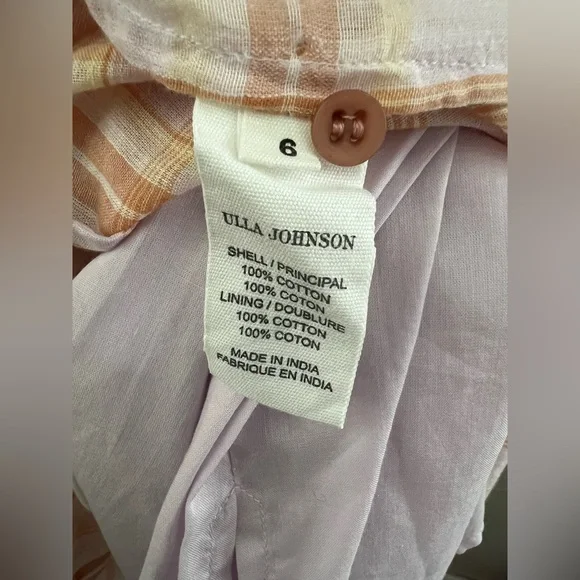 6
ULLA JOHNSON
SHELL / PRINCIPAL
100% COTTON
100% COTON
LINING / DOUBLURE
100% COTTON
100% COTON
MADE IN INDIA
FABRIQUE EN INDIA